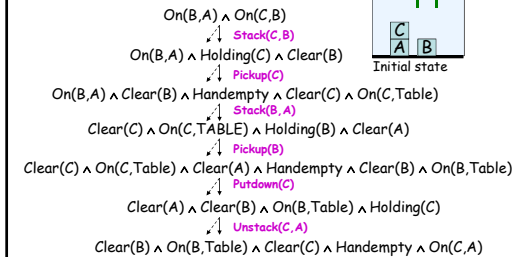 On(B,A) ∧ On(C,B)
Stack(C,B)
On(B,A) ∧ Holding(C) ∧ Clear(B)
Pickup(C)
On(B,A) ∧ Clear(B) ∧ Handempty ∧ Clear(C) ∧ On(C,Table)
Stack(B,A)
Clear(C) ∧ On(C,TABLE) ∧ Holding(B) ∧ Clear(A)
Pickup(B)
Clear(C) ∧ On(C,Table) ∧ Clear(A) ∧ Handempty ∧ Clear(B) ∧ On(B,Table)
Putdown(C)
Clear(A) ∧ Clear(B) ∧ On(B,Table) ∧ Holding(C)
Unstack(C,A)
Clear(B) ∧ On(B,Table) ∧ Clear(C) ∧ Handempty ∧ On(C,A)
C
A B
Initial state